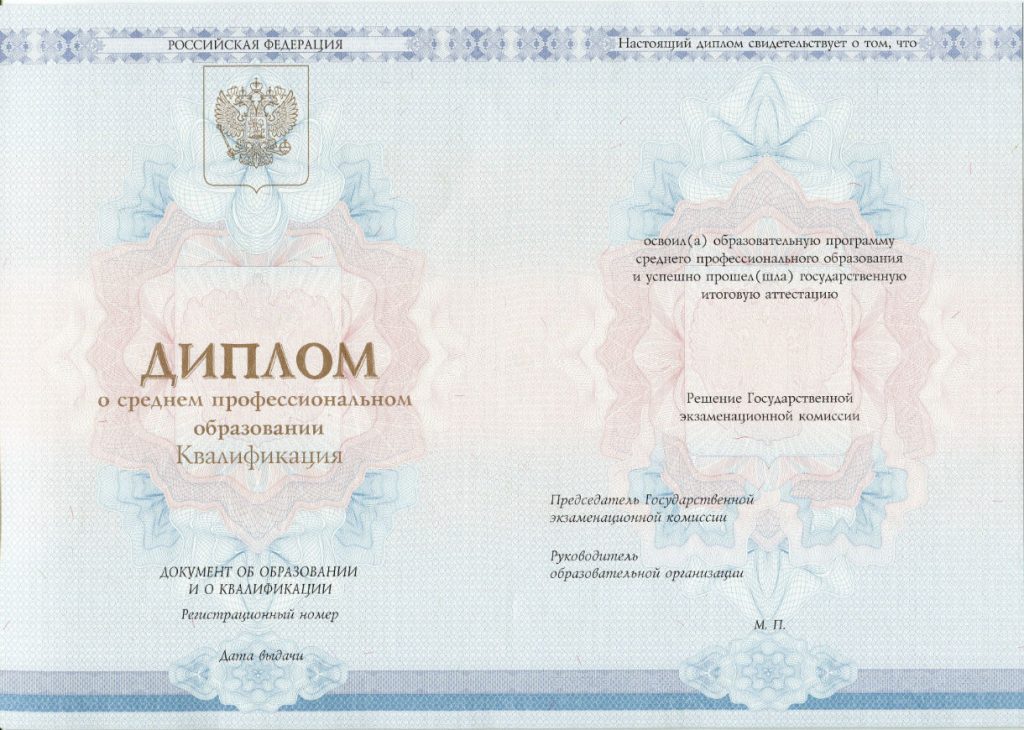 РОССИЙСКАЯ ФЕДЕРАЦИЯ
ДИПЛОМ
о среднем профессиональном
образовании
Квалификация
ДОКУМЕНТ ОБ ОБРАЗОВАНИИ
И О КВАЛИФИКАЦИИ
Регистрационный номер
Дата выдачи
Настоящий диплом свидетельствует о том, что
освоил(а) образовательную программу
среднего профессионального образования
и успешно прошел(шла) государственную
итоговую аттестацию
Решение Государственной
экзаменационной комиссии
Председатель Государственной
экзаменационной комиссии
Руководитель
образовательной организации
М. П.